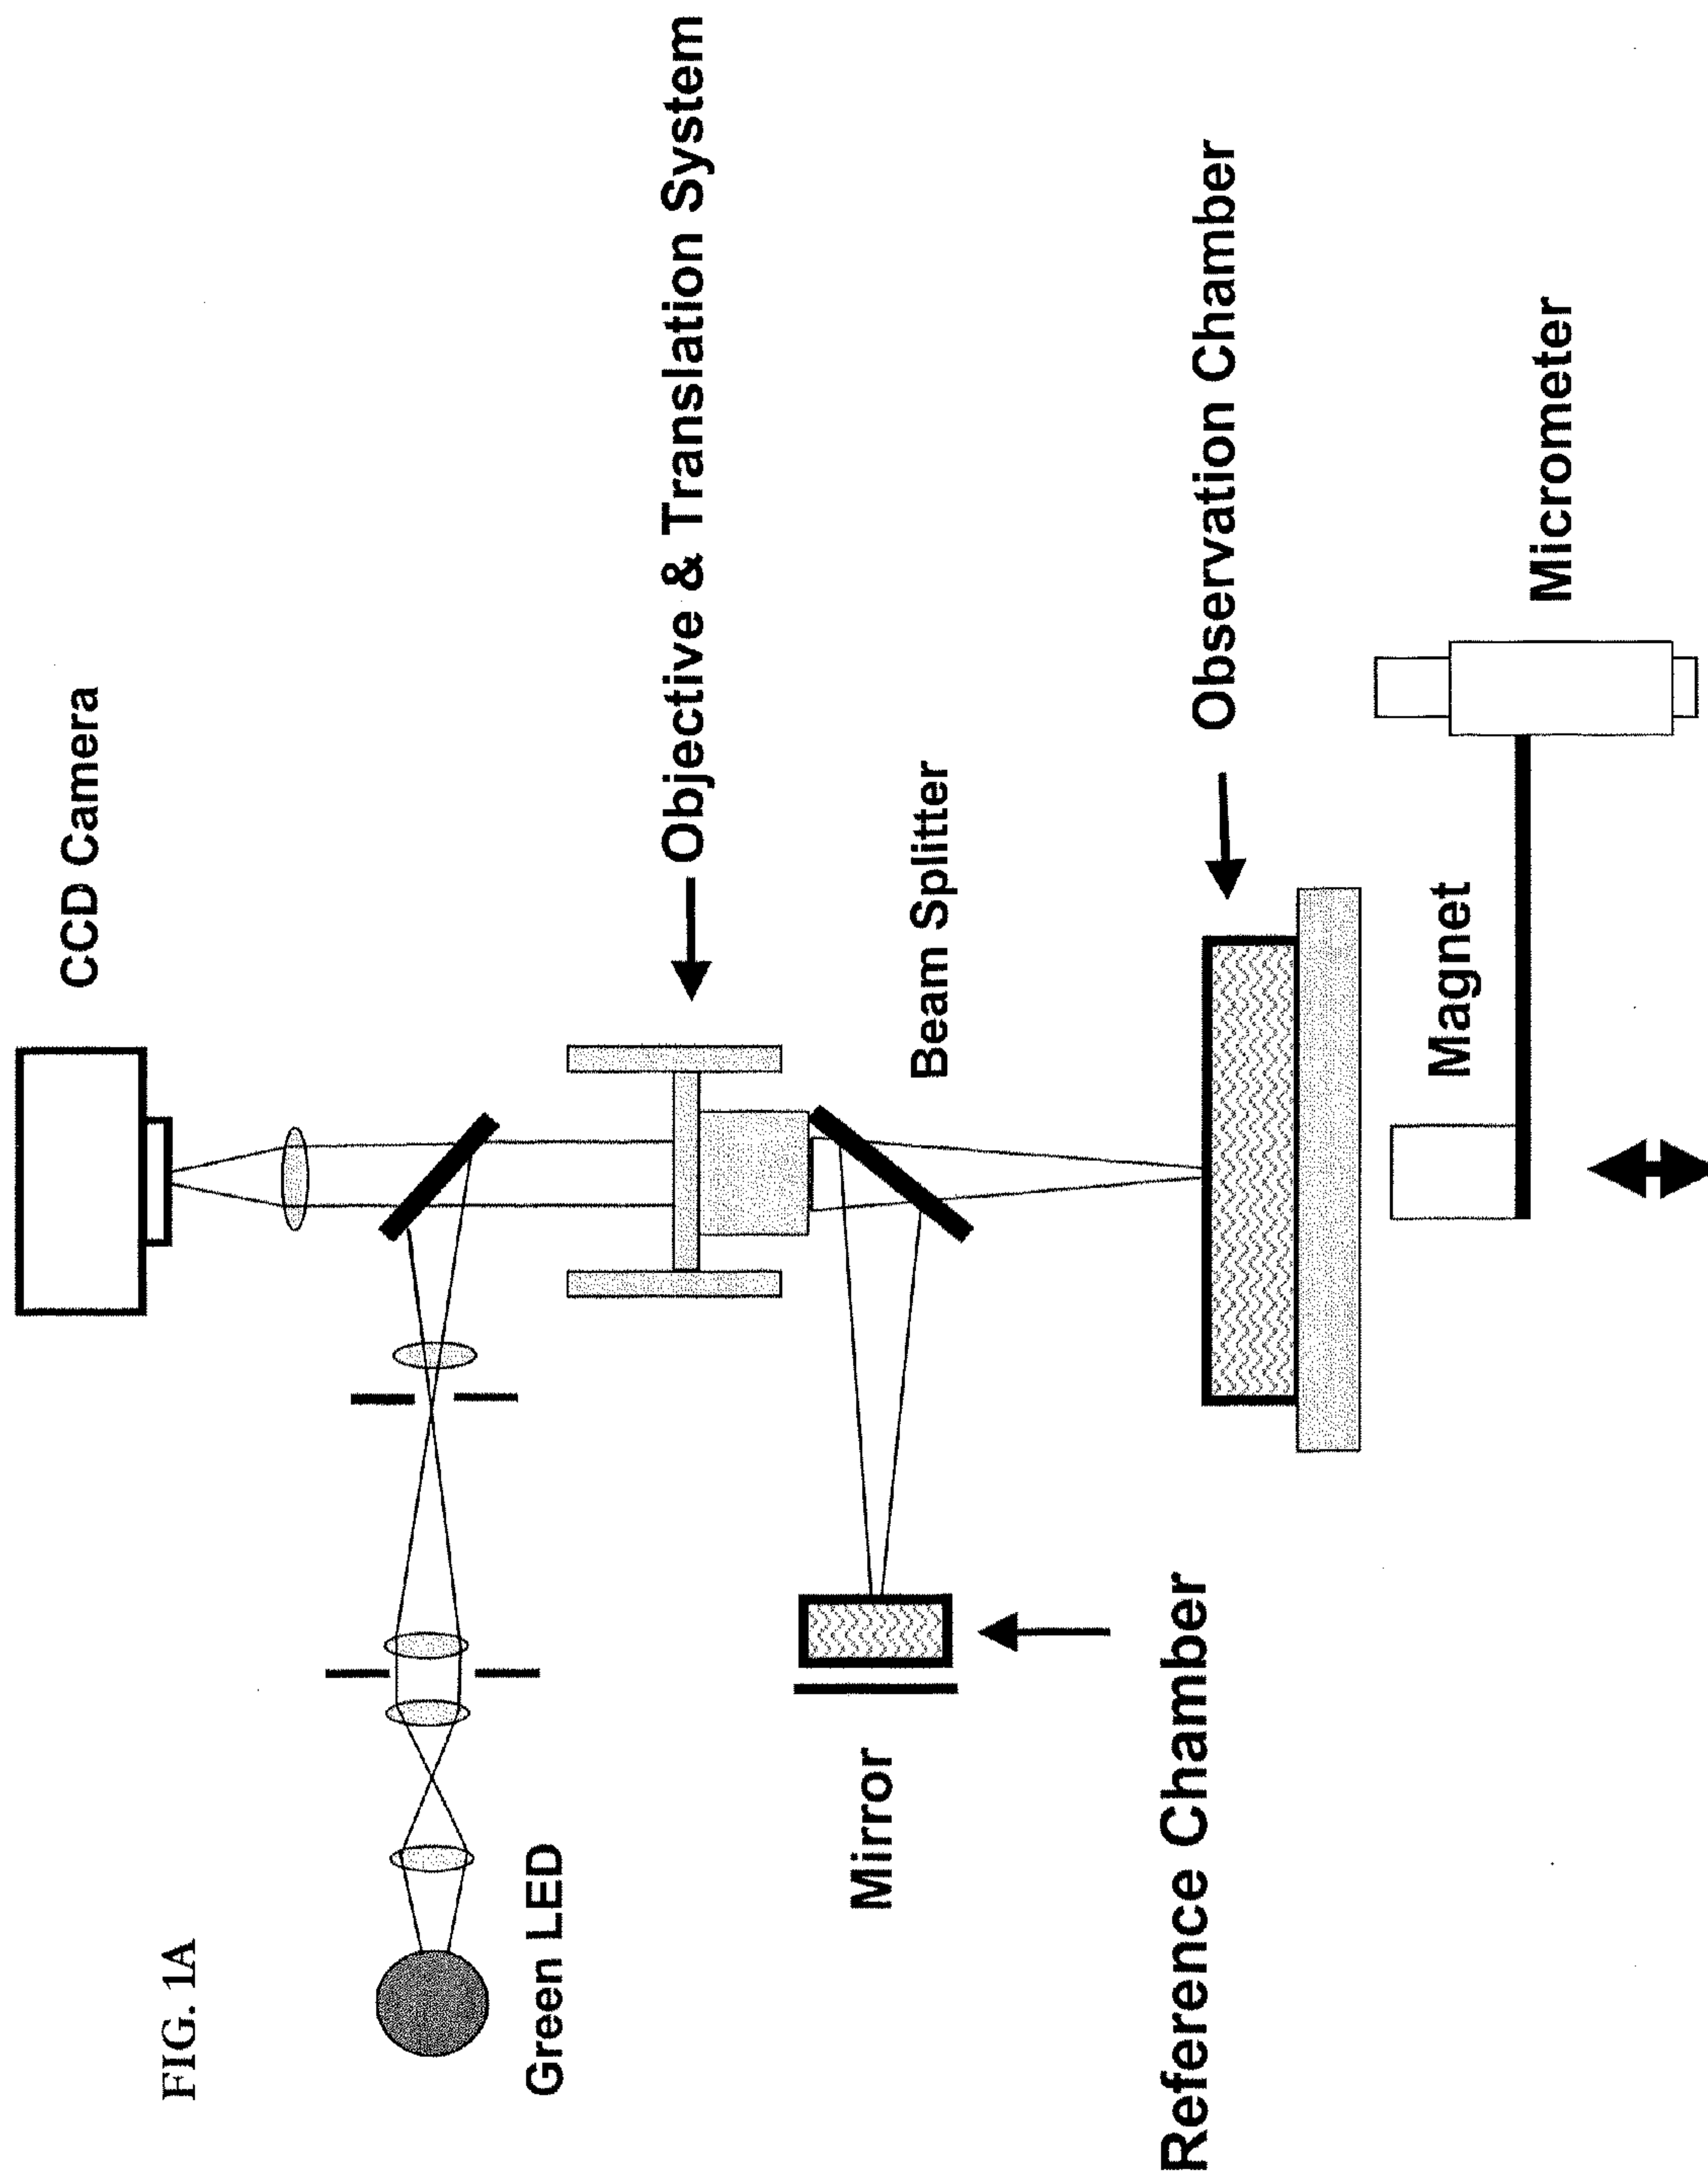 FIG. 1A
CCD Camera
Green LED
Objective & Translation System
Mirror
Beam Splitter
Reference Chamber
Observation Chamber
Magnet
Micrometer